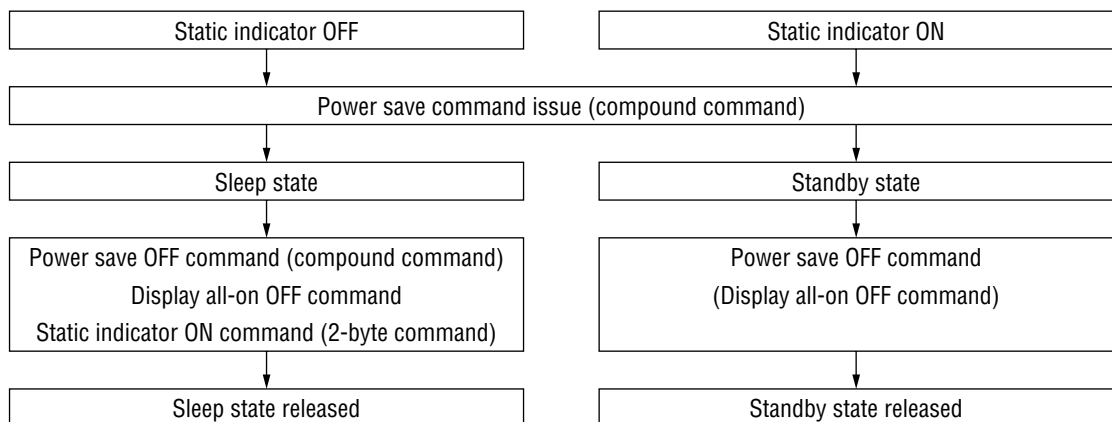 Static indicator OFF
Static indicator ON
Power save command issue (compound command)
Sleep state
Standby state
Power save OFF command (compound command)
Display all-on OFF command
Static indicator ON command (2-byte command)
Power save OFF command
(Display all-on OFF command)
Sleep state released
Standby state released